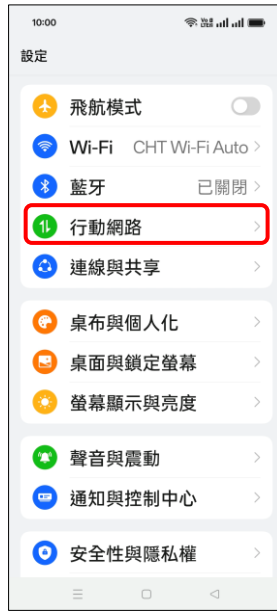 10:00
設定
飛航模式
Wi-Fi CHT Wi-Fi Auto
藍牙 已關閉
行動網路
連線與共享
桌布與個人化
桌面與鎖定螢幕
螢幕顯示與亮度
聲音與震動
通知與控制中心
安全性與隱私權